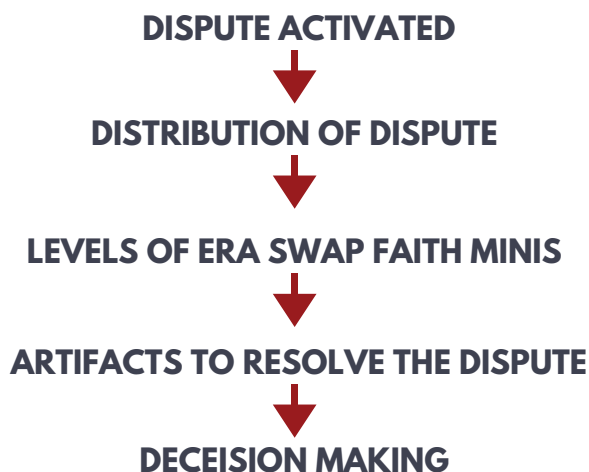 DISPUTE ACTIVATED
DISTRIBUTION OF DISPUTE
LEVELS OF ERA SWAP FAITH MINIS
ARTIFACTS TO RESOLVE THE DISPUTE
DECEISION MAKING